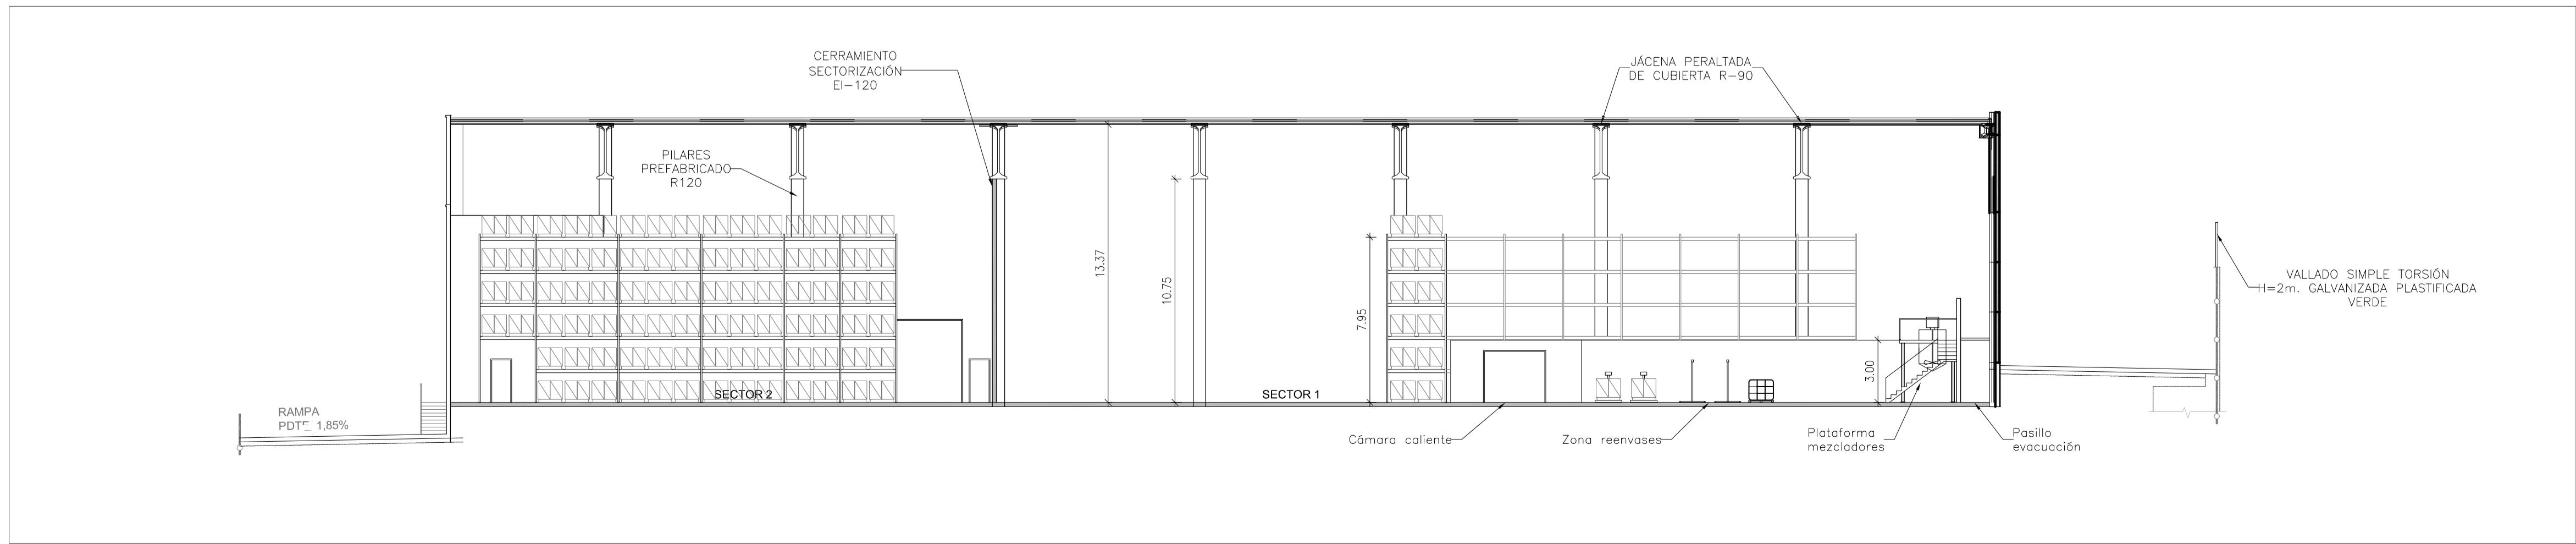 CERRAMIENTO
SECTORIZACIÓN
EI-120
JÁCENA PERALTADA
DE CUBIERTA R-90
PILARES
PREFABRICADO
R120
13.37
10.75
7.95
3.00
VALLADO SIMPLE TORSIÓN
H=2m. GALVANIZADA PLASTIFICADA
VERDE
SECTOR 2
SECTOR 1
RAMPA
PDTE 1,85%
Cámara caliente
Zona reenvases
Plataforma
mezcladores
Pasillo
evacuación